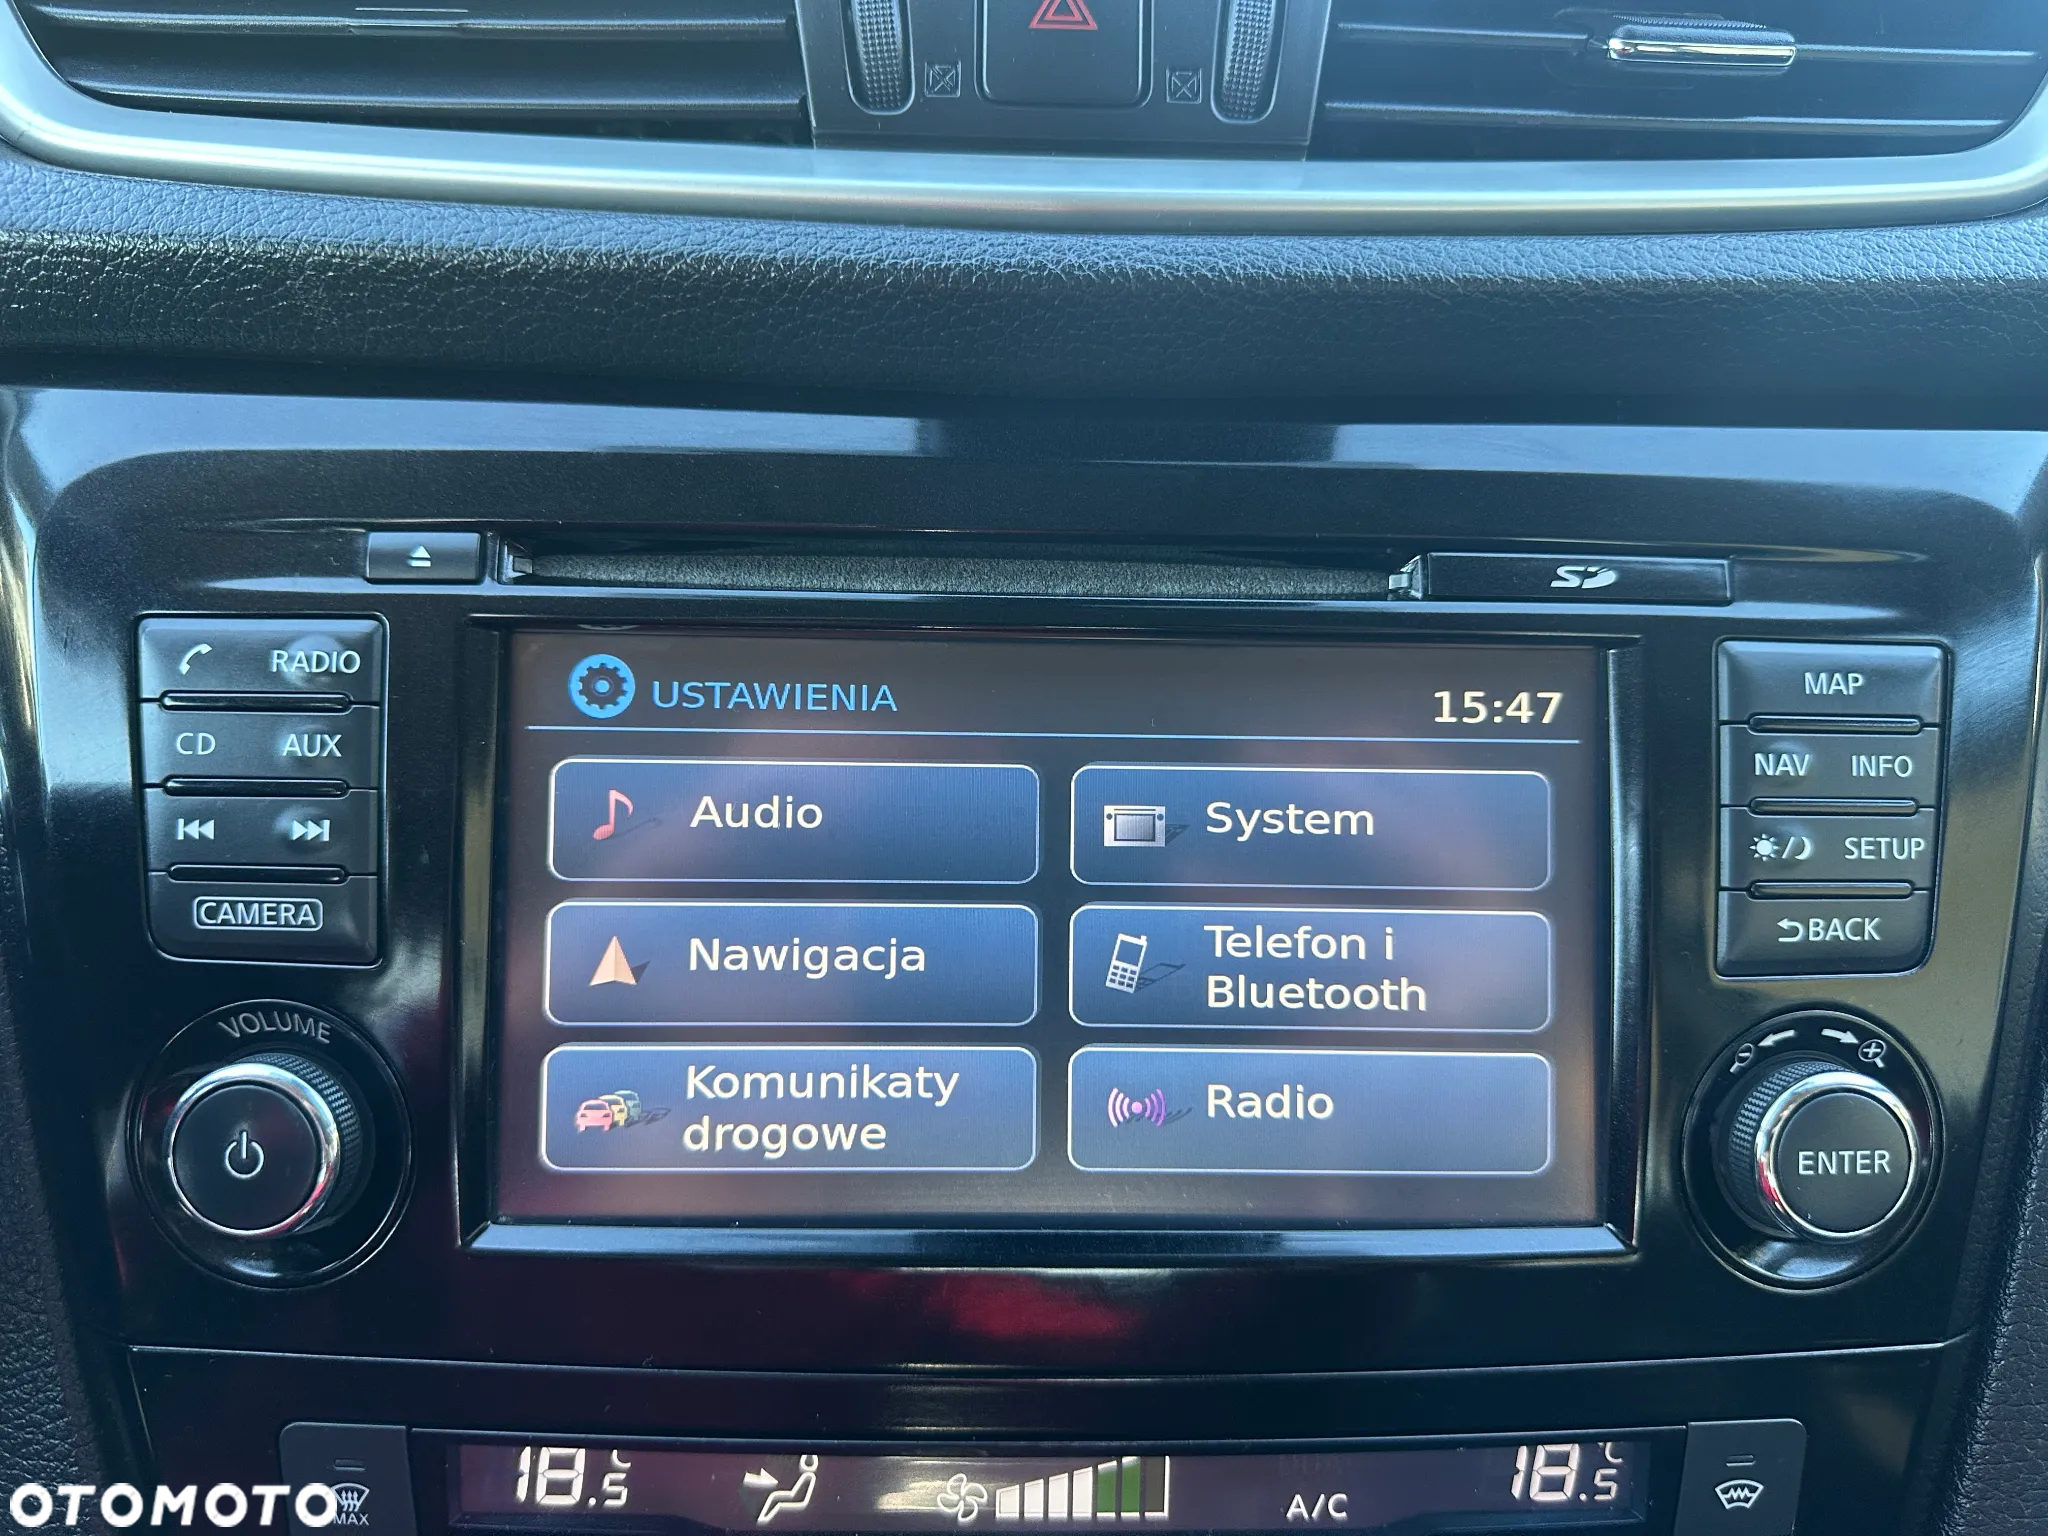 SD
RADIO
CD AUX
CAMERA
VOLUME
USTAWIENIA
15:47
Audio
System
Nawigacja
Telefon i
Bluetooth
Komunikaty
drogowe
Radio
MAP
NAV INFO
SETUP
BACK
ENTER
18.5°C
A/C
18.5°C
MAX
OTOMOTO